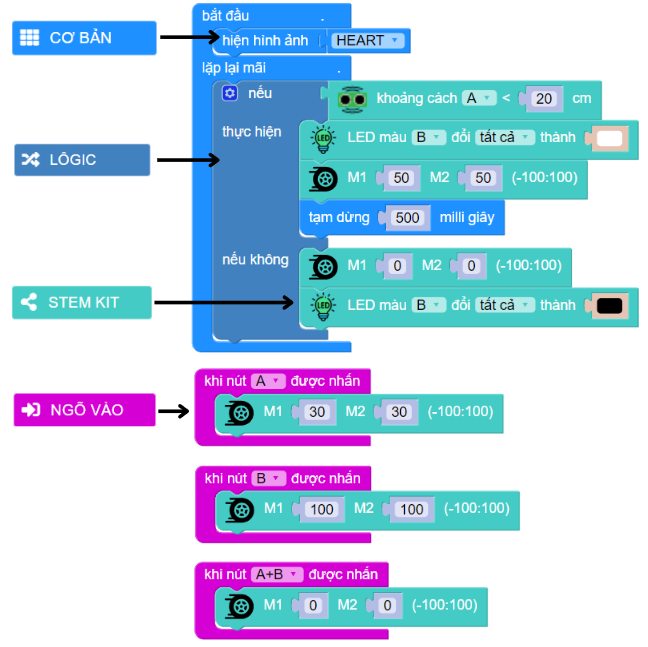 bắt đầu .
CƠ BẢN
hiện hình ảnh HEART
lặp lại mãi .
nếu khoảng cách A < 20 cm
thực hiện LED màu B đổi tất cả thành
LÔGIC
M1 50 M2 50 (-100:100)
tạm dừng 500 milli giây
nếu không M1 0 M2 0 (-100:100)
STEM KIT
LED màu B đổi tất cả thành
khi nút A được nhấn
NGÕ VÀO
M1 30 M2 30 (-100:100)
khi nút B được nhấn
M1 100 M2 100 (-100:100)
khi nút A+B được nhấn
M1 0 M2 0 (-100:100)